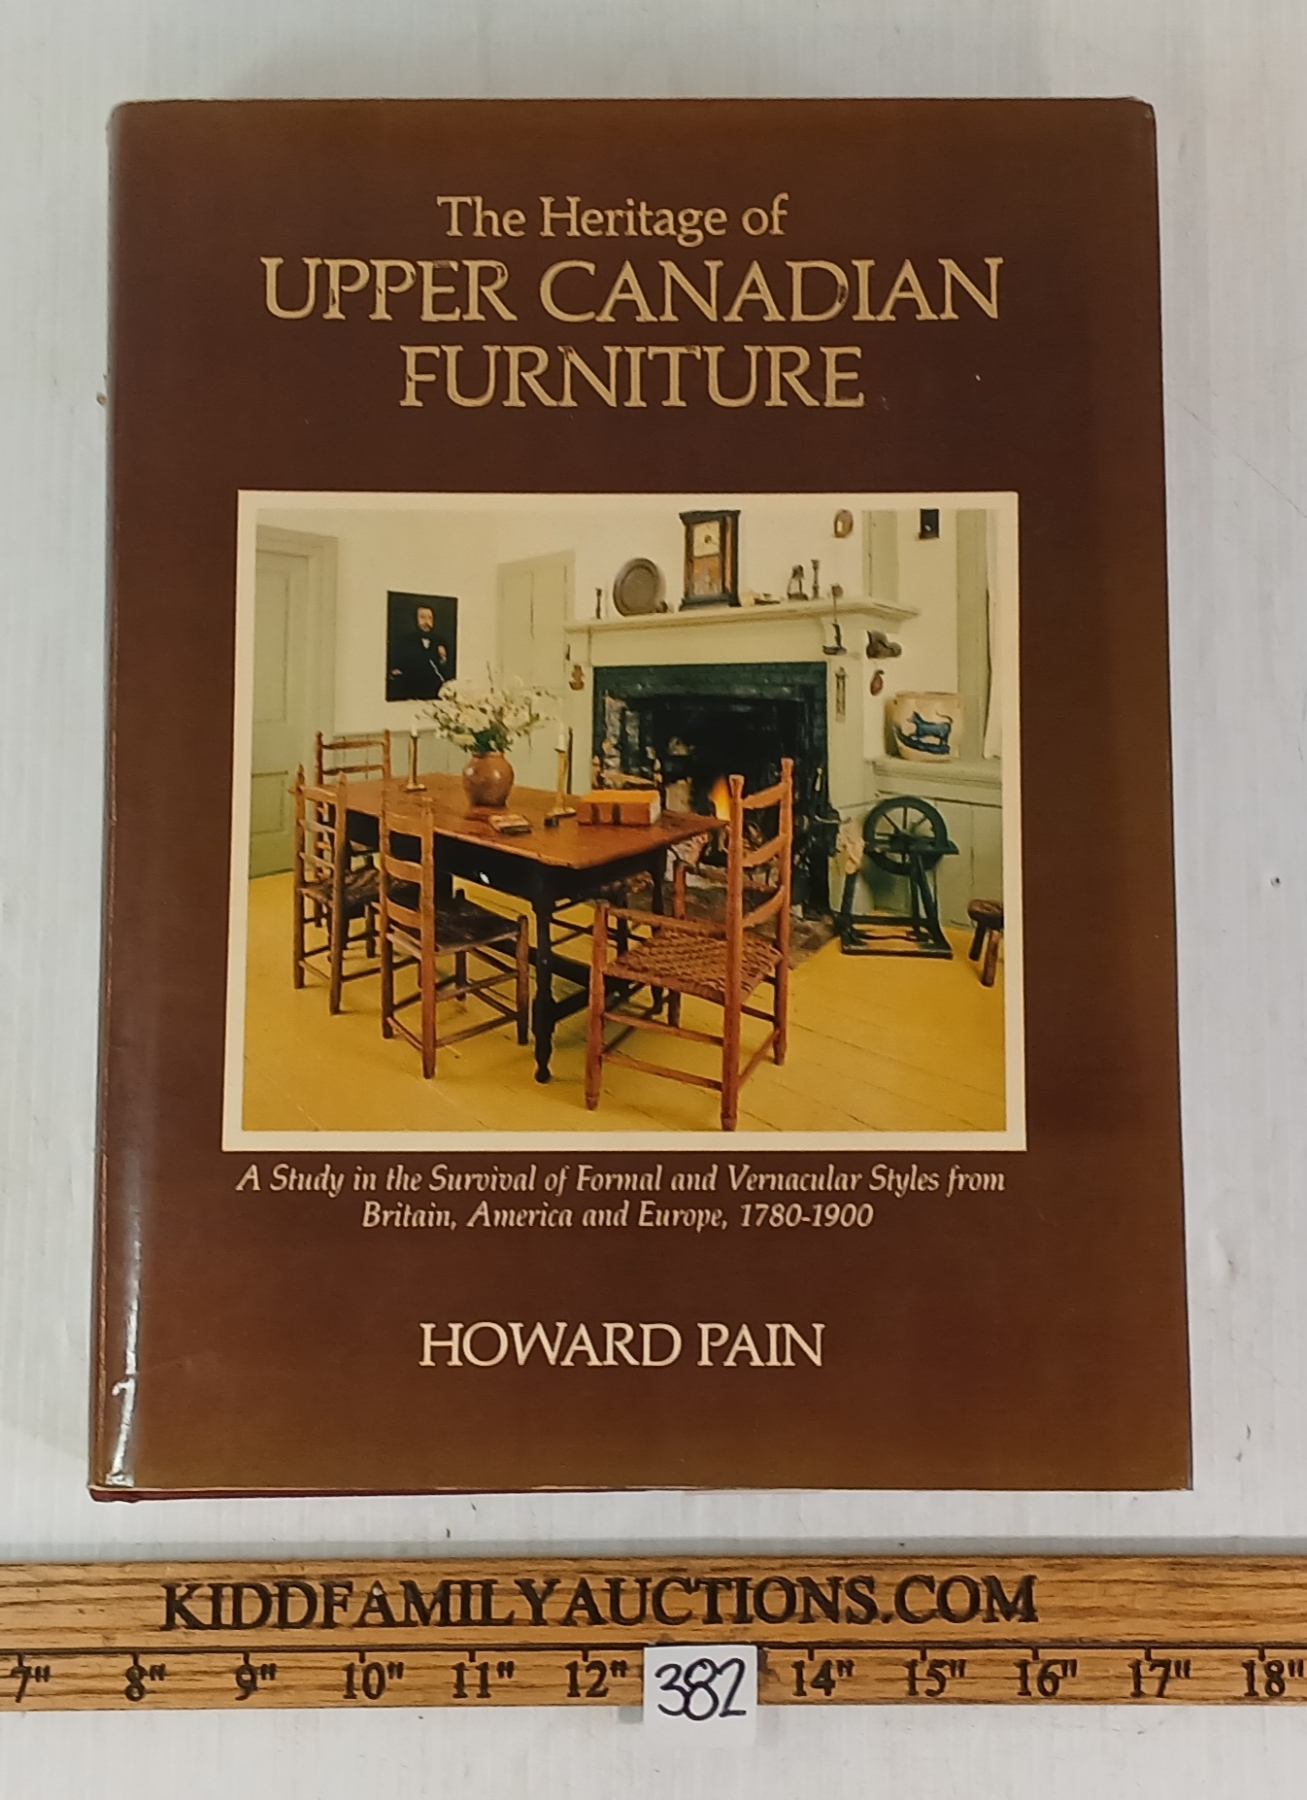 The Heritage of
UPPER CANADIAN
FURNITURE
A Study in the Survival of Formal and Vernacular Styles from
Britain, America and Europe, 1780-1900
HOWARD PAIN
KIDDFAMILYAUCTIONS.COM
7" 8" 9" 10" 11" 12" 382 14" 15" 16" 17" 18"